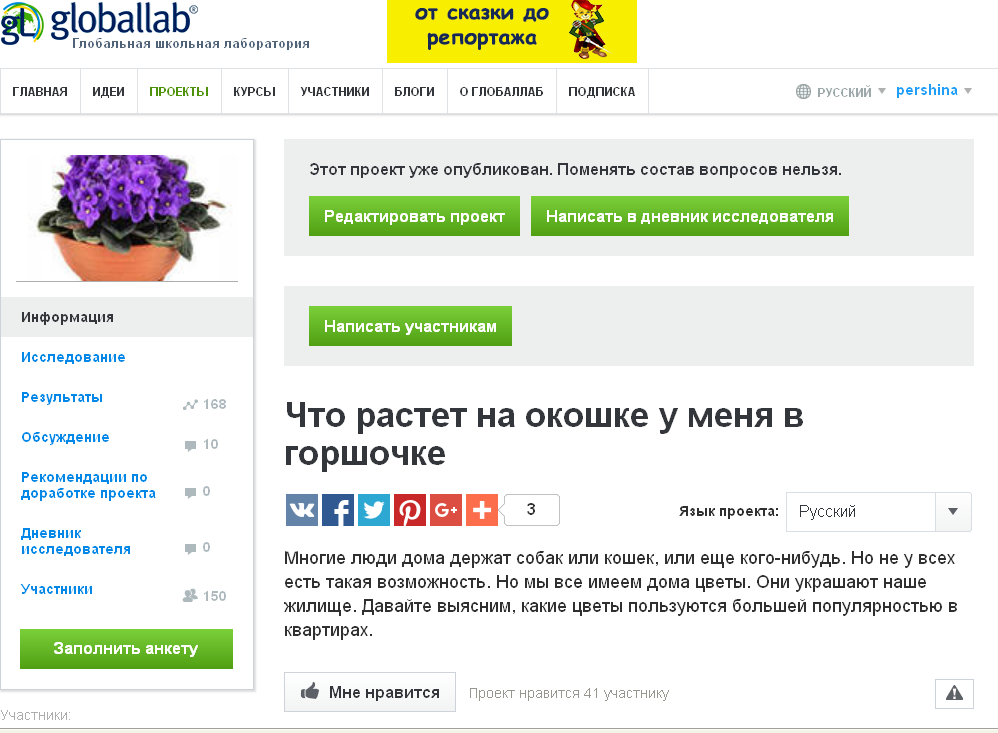 gL globallab®
Глобальная школьная лаборатория
от сказки до
репортажа
ГЛАВНАЯ ИДЕИ ПРОЕКТЫ КУРСЫ УЧАСТНИКИ БЛОГИ О ГЛОБАЛЛАБ ПОДПИСКА РУССКИЙ pershina
Этот проект уже опубликован. Поменять состав вопросов нельзя.
Редактировать проект Написать в дневник исследователя
Написать участникам
Информация
Исследование
Результаты 168
Обсуждение 10
Рекомендации по
доработке проекта 0
Дневник
исследователя 0
Участники 150
Заполнить анкету
Участники:
Что растет на окошке у меня в
горшочке
3
Язык проекта: Русский
Многие люди дома держат собак или кошек, или еще кого-нибудь. Но не у всех
есть такая возможность. Но мы все имеем дома цветы. Они украшают наше
жилище. Давайте выясним, какие цветы пользуются большей популярностью в
квартирах.
Мне нравится Проект нравится 41 участнику